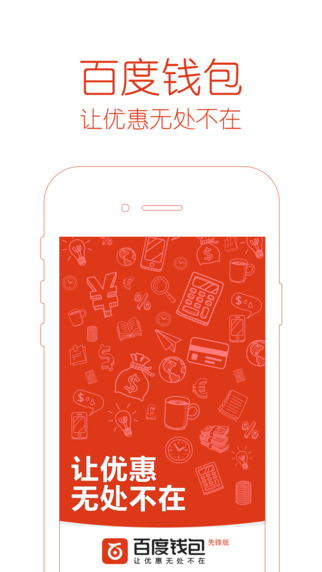 百度钱包
让优惠无处不在
让优惠
无处不在
百度钱包 先锋版
让优惠无处不在